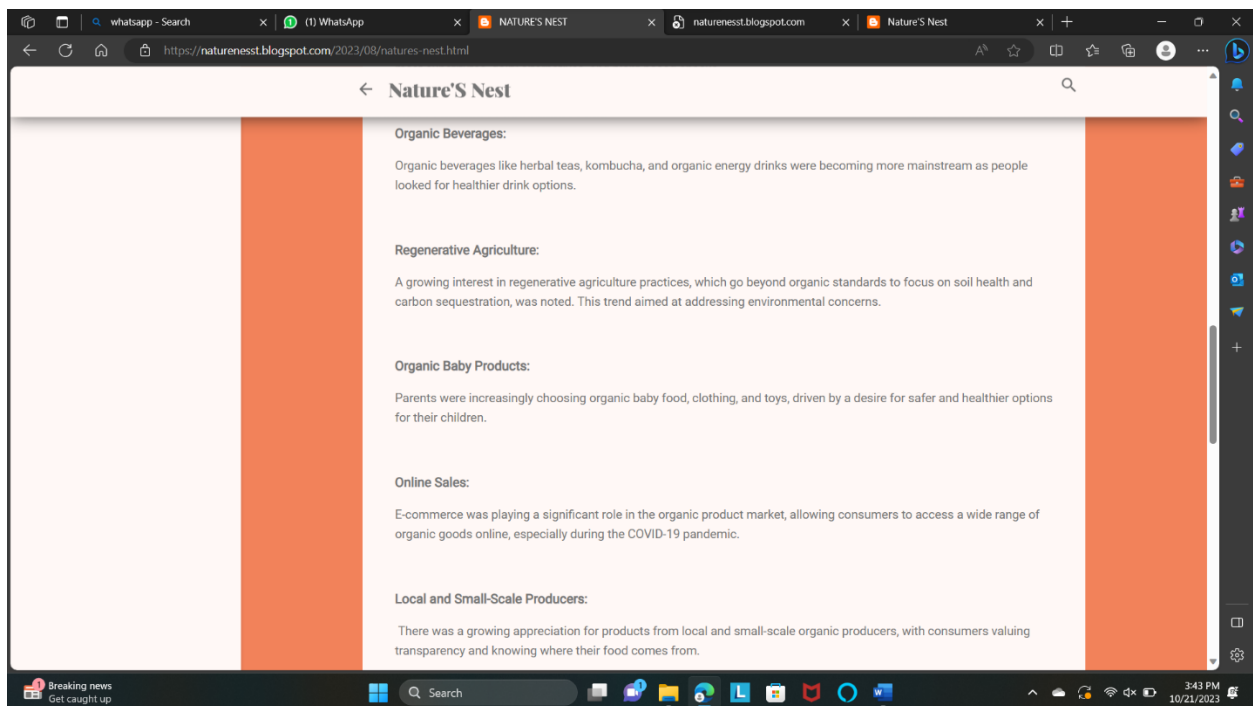 whatsapp - Search
(1) WhatsApp
NATURE'S NEST
naturenesst.blogspot.com
Nature'S Nest
https://naturenesst.blogspot.com/2023/08/natures-nest.html
Nature'S Nest
Organic Beverages:
Organic beverages like herbal teas, kombucha, and organic energy drinks were becoming more mainstream as people
looked for healthier drink options.
Regenerative Agriculture:
A growing interest in regenerative agriculture practices, which go beyond organic standards to focus on soil health and
carbon sequestration, was noted. This trend aimed at addressing environmental concerns.
Organic Baby Products:
Parents were increasingly choosing organic baby food, clothing, and toys, driven by a desire for safer and healthier options
for their children.
Online Sales:
E-commerce was playing a significant role in the organic product market, allowing consumers to access a wide range of
organic goods online, especially during the COVID-19 pandemic.
Local and Small-Scale Producers:
There was a growing appreciation for products from local and small-scale organic producers, with consumers valuing
transparency and knowing where their food comes from.
1
Breaking news
Get caught up
Search
L
3:43 PM
10/21/2023